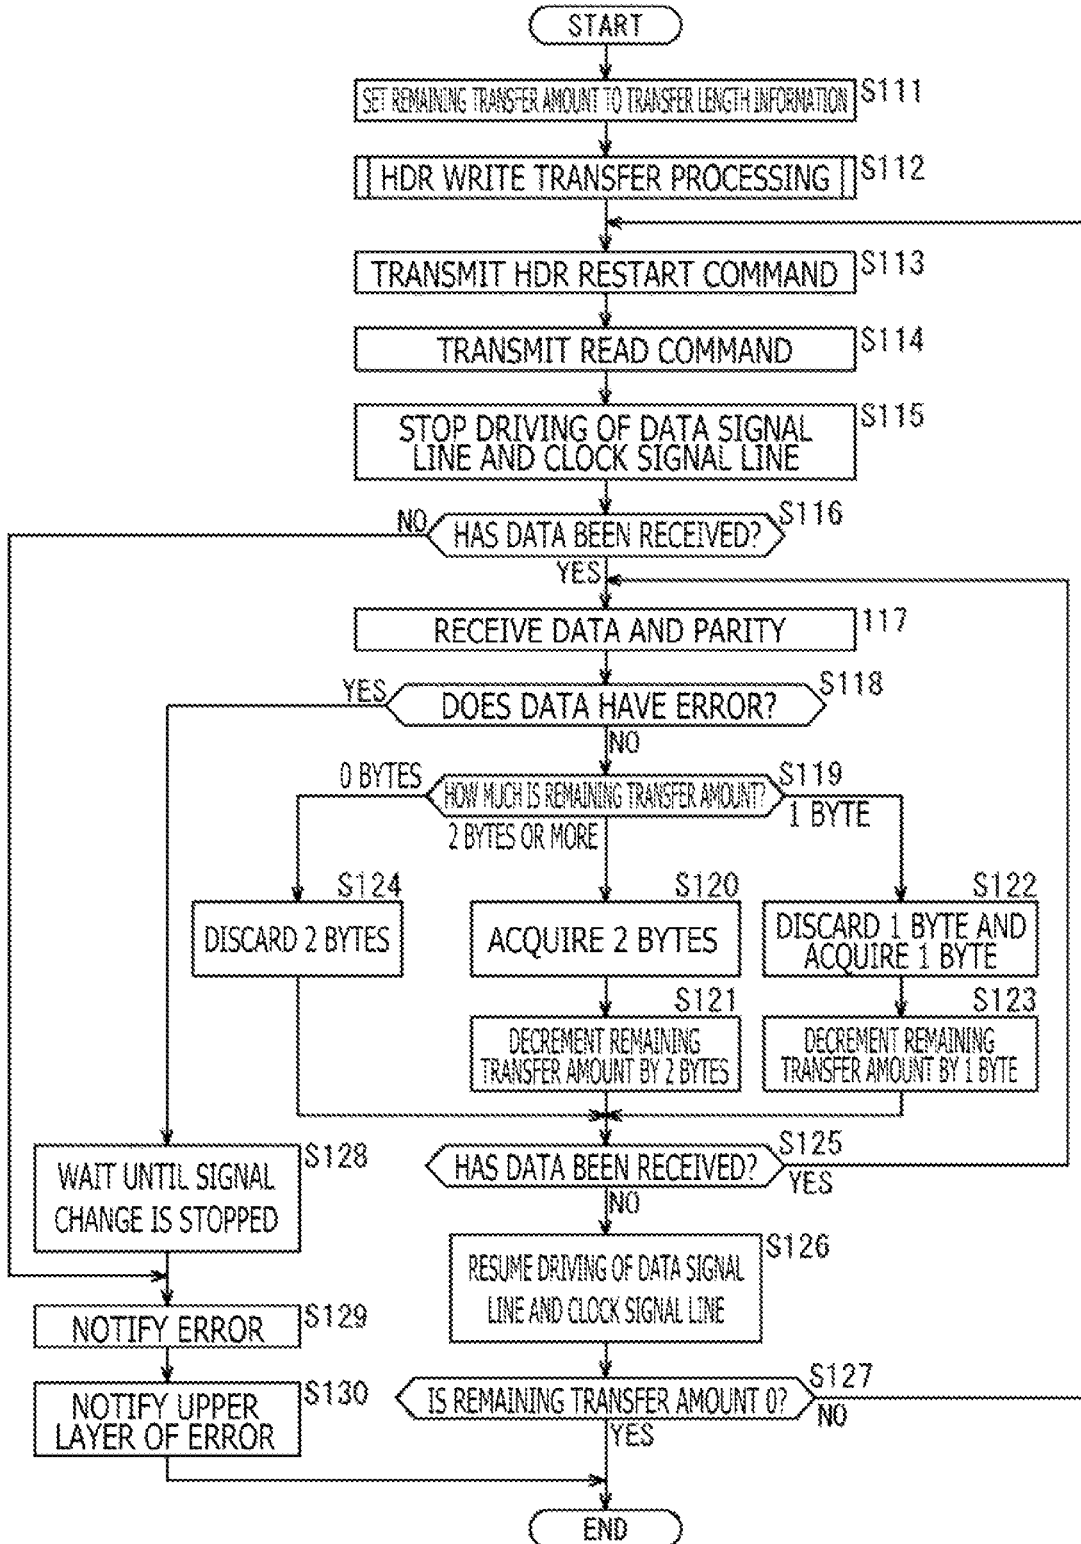 START
SET REMAINING TRANSFER AMOUNT TO TRANSFER LENGTH INFORMATION
S111
HDR WRITE TRANSFER PROCESSING
S112
TRANSMIT HDR RESTART COMMAND
S113
TRANSMIT READ COMMAND
S114
STOP DRIVING OF DATA SIGNAL
LINE AND CLOCK SIGNAL LINE
S115
NO
HAS DATA BEEN RECEIVED?
S116
YES
RECEIVE DATA AND PARITY
117
YES
DOES DATA HAVE ERROR?
S118
NO
0 BYTES
HOW MUCH IS REMAINING TRANSFER AMOUNT?
S119
1 BYTE
2 BYTES OR MORE
S124
DISCARD 2 BYTES
S120
ACQUIRE 2 BYTES
S122
DISCARD 1 BYTE AND
ACQUIRE 1 BYTE
S121
DECREMENT REMAINING
TRANSFER AMOUNT BY 2 BYTES
S123
DECREMENT REMAINING
TRANSFER AMOUNT BY 1 BYTE
HAS DATA BEEN RECEIVED?
S125
YES
NO
WAIT UNTIL SIGNAL
CHANGE IS STOPPED
S128
RESUME DRIVING OF DATA SIGNAL
LINE AND CLOCK SIGNAL LINE
S126
NOTIFY ERROR
S129
NOTIFY UPPER
LAYER OF ERROR
S130
IS REMAINING TRANSFER AMOUNT 0?
S127
NO
YES
END